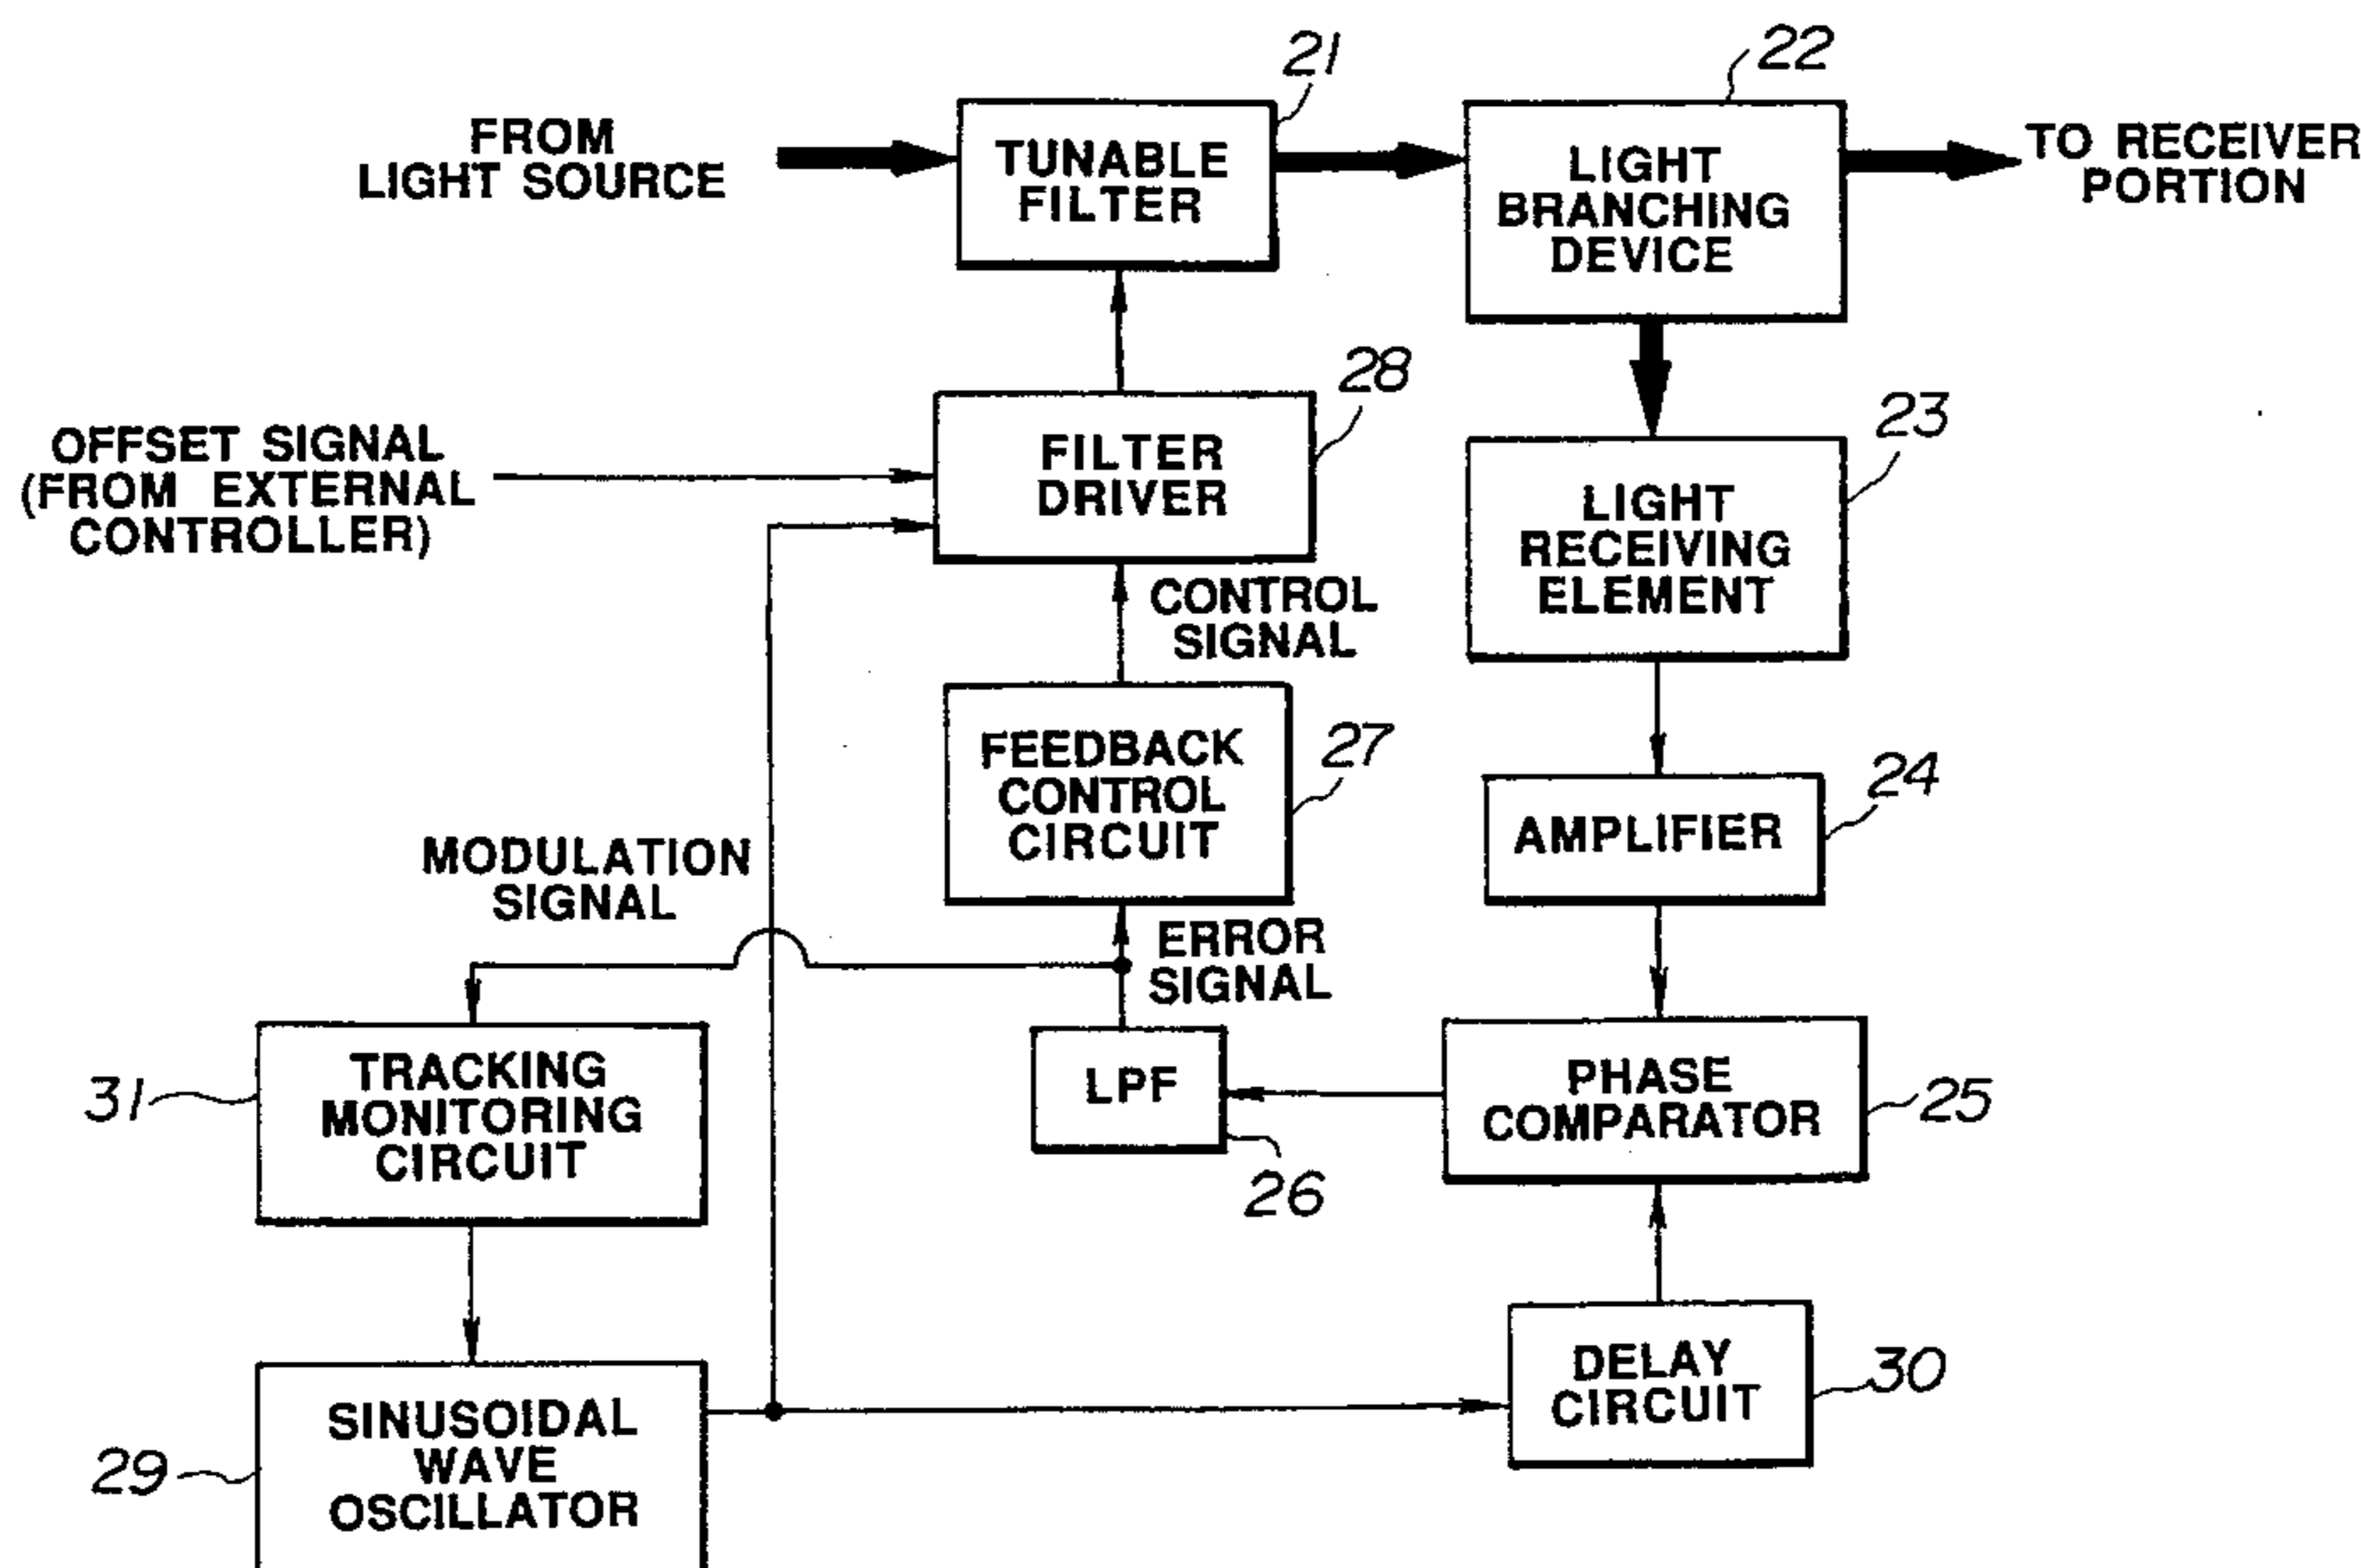 21
22
FROM
LIGHT SOURCE
TUNABLE
FILTER
LIGHT
BRANCHING
DEVICE
TO RECEIVER
PORTION
28
23
OFFSET SIGNAL
(FROM EXTERNAL
CONTROLLER)
FILTER
DRIVER
LIGHT
RECEIVING
ELEMENT
CONTROL
SIGNAL
27
FEEDBACK
CONTROL
CIRCUIT
24
AMPLIFIER
MODULATION
SIGNAL
ERROR
SIGNAL
31
TRACKING
MONITORING
CIRCUIT
LPF
26
PHASE
COMPARATOR
25
29
SINUSOIDAL
WAVE
OSCILLATOR
DELAY
CIRCUIT
30